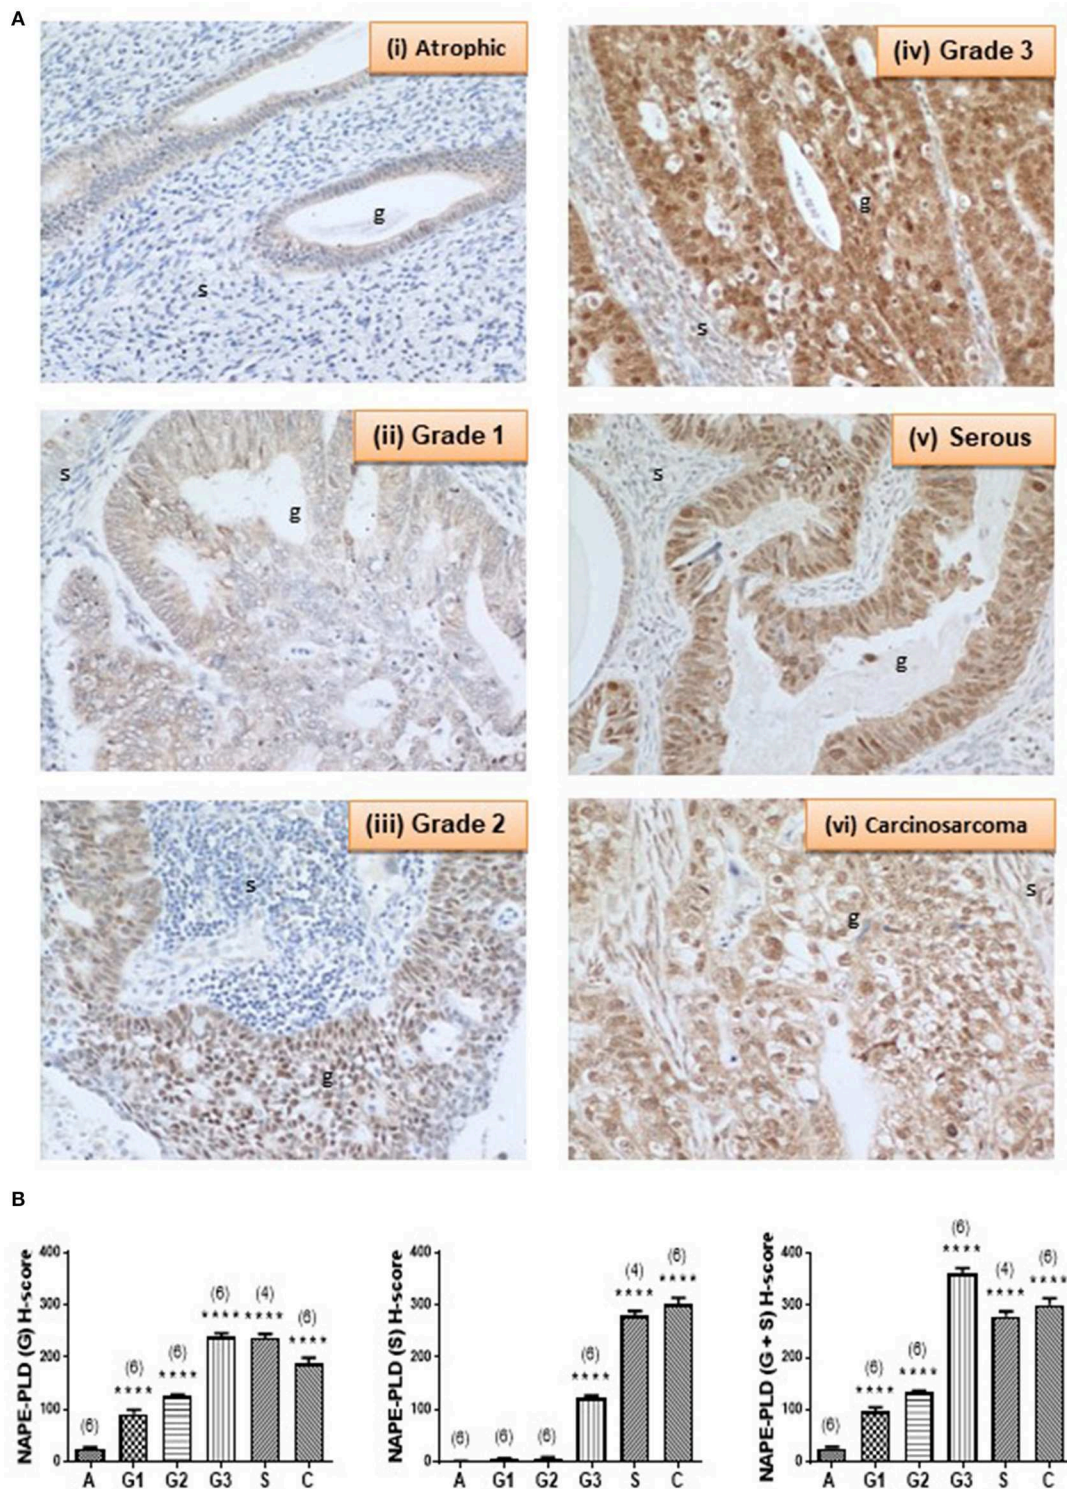 A
(i) Atrophic
g
s
(iv) Grade 3
g
s
(ii) Grade 1
s
g
(v) Serous
s
g
(iii) Grade 2
s
g
(vi) Carcinosarcoma
s
g
B
NAPE-PLD (G) H-score
400
300
200
100
0
(6) (6) (6) (6) (4) (6)
**** **** **** **** ****
A G1 G2 G3 S C
NAPE-PLD (S) H-score
400
300
200
100
0
(6) (6) (6) (6) (4) (6)
**** **** ****
A G1 G2 G3 S C
NAPE-PLD (G + S) H-score
400
300
200
100
0
(6) (6) (6) (6) (4) (6)
**** **** **** **** ****
A G1 G2 G3 S C